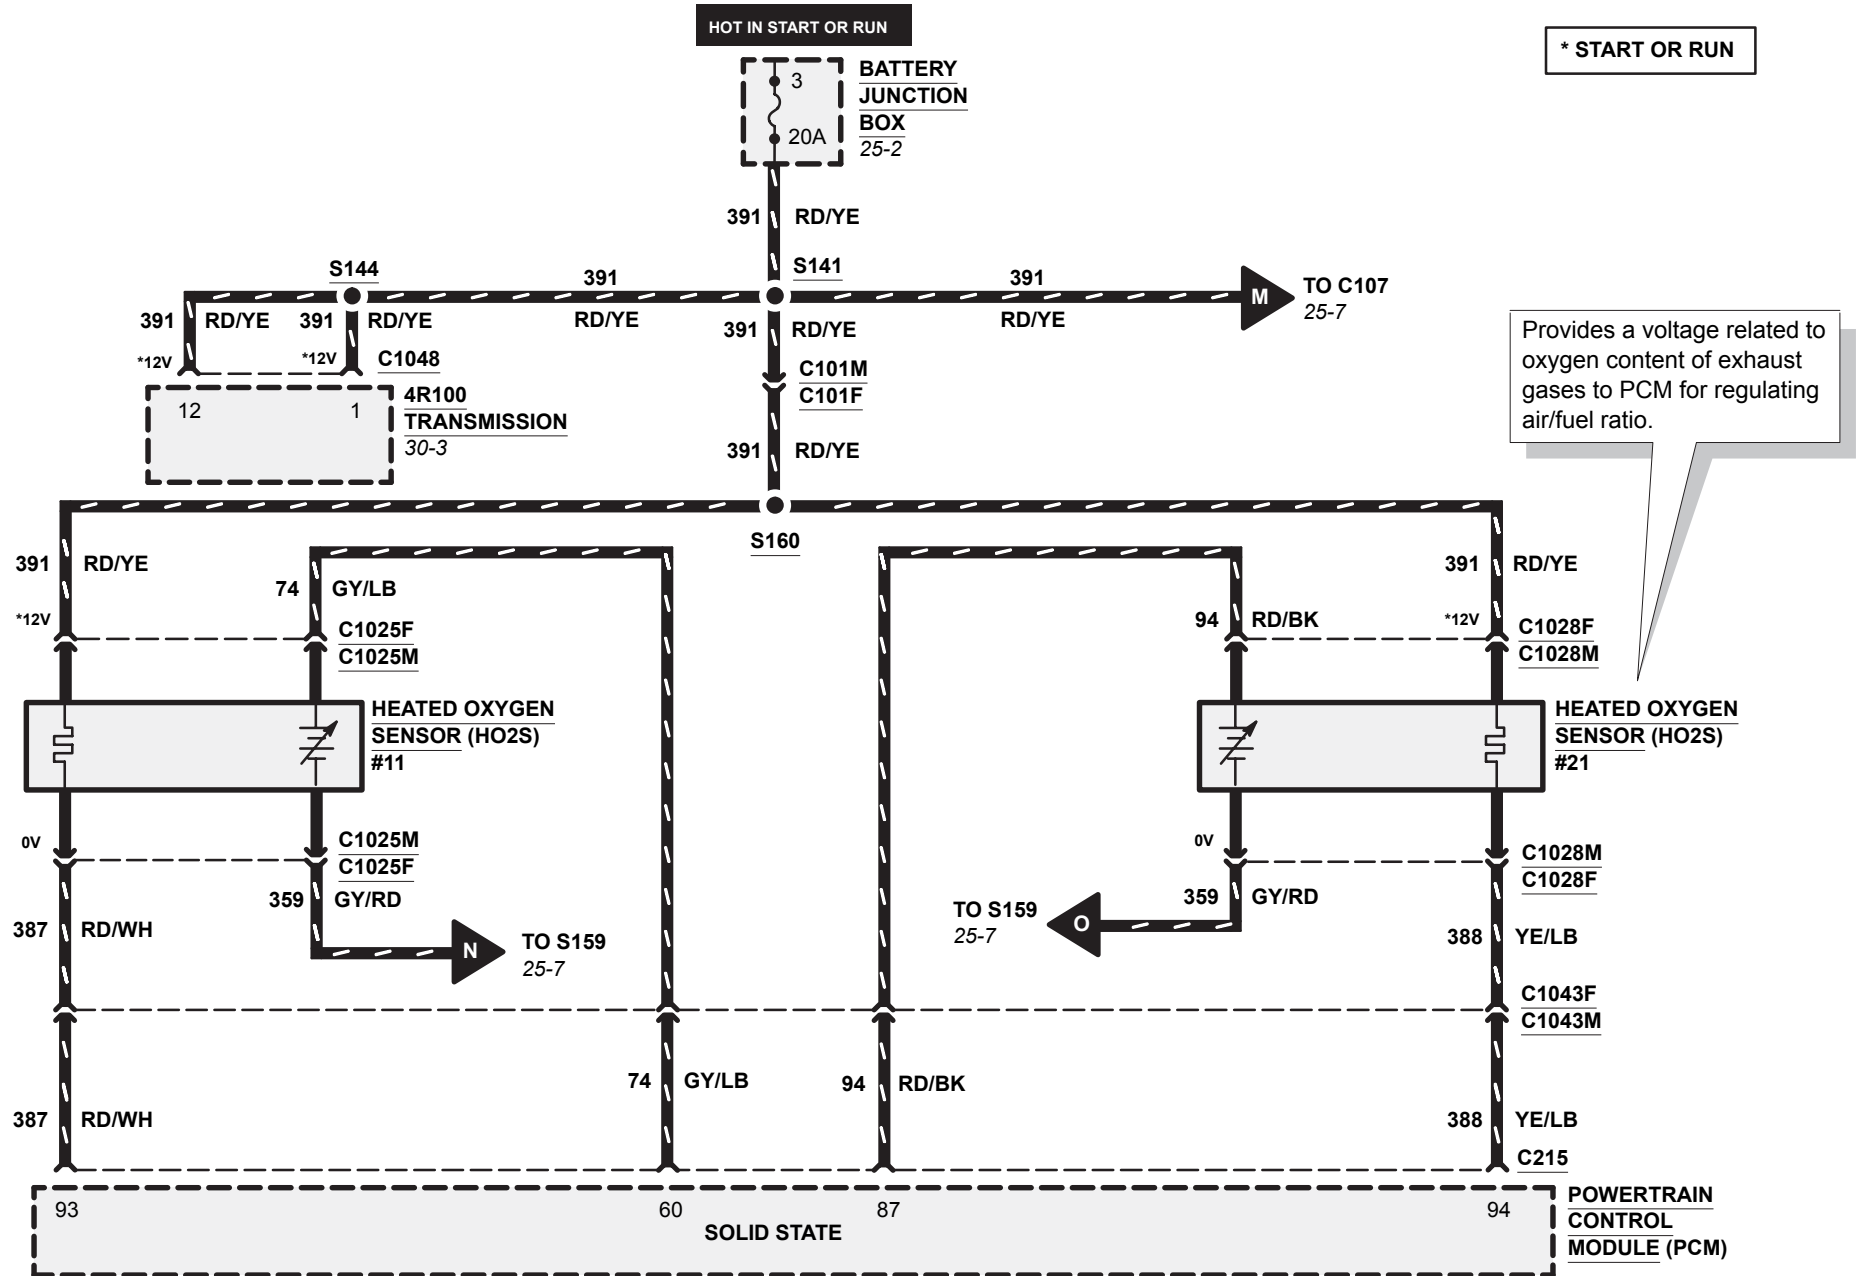 HOT IN START OR RUN
* START OR RUN
3
20A
BATTERY
JUNCTION
BOX
25-2
391 RD/YE
S144
391
RD/YE
S141
391
RD/YE
M
TO C107
25-7
391 RD/YE
391 RD/YE
391 RD/YE
*12V
*12V
C1048
C101M
C101F
12
1
4R100
TRANSMISSION
30-3
391 RD/YE
Provides a voltage related to
oxygen content of exhaust
gases to PCM for regulating
air/fuel ratio.
S160
391 RD/YE
74 GY/LB
94 RD/BK
391 RD/YE
*12V
*12V
C1025F
C1025M
C1028F
C1028M
HEATED OXYGEN
SENSOR (HO2S)
#11
HEATED OXYGEN
SENSOR (HO2S)
#21
0V
C1025M
C1025F
0V
C1028M
C1028F
359 GY/RD
359 GY/RD
387 RD/WH
N
TO S159
25-7
TO S159
25-7
O
388 YE/LB
C1043F
C1043M
74 GY/LB
94 RD/BK
387 RD/WH
388 YE/LB
C215
93
60
87
94
SOLID STATE
POWERTRAIN
CONTROL
MODULE (PCM)